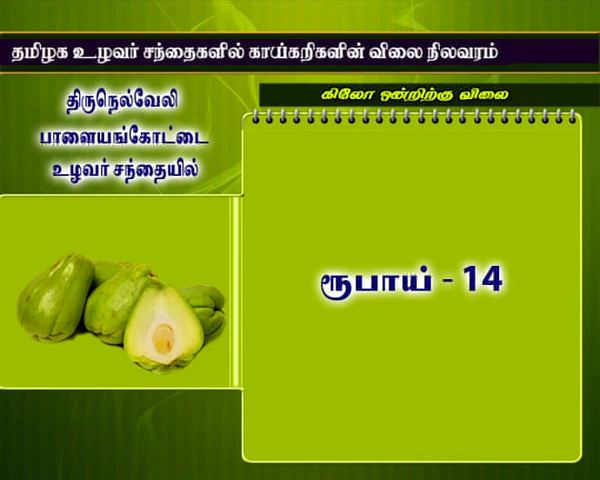 தமிழக உழவர் சந்தைகளில் காய்கறிகளின் விலை நிலவரம்
திருநெல்வேலி
பாளையங்கோட்டை
உழவர் சந்தையில்
கிலோ ஒன்றிற்கு விலை
ரூபாய் - 14